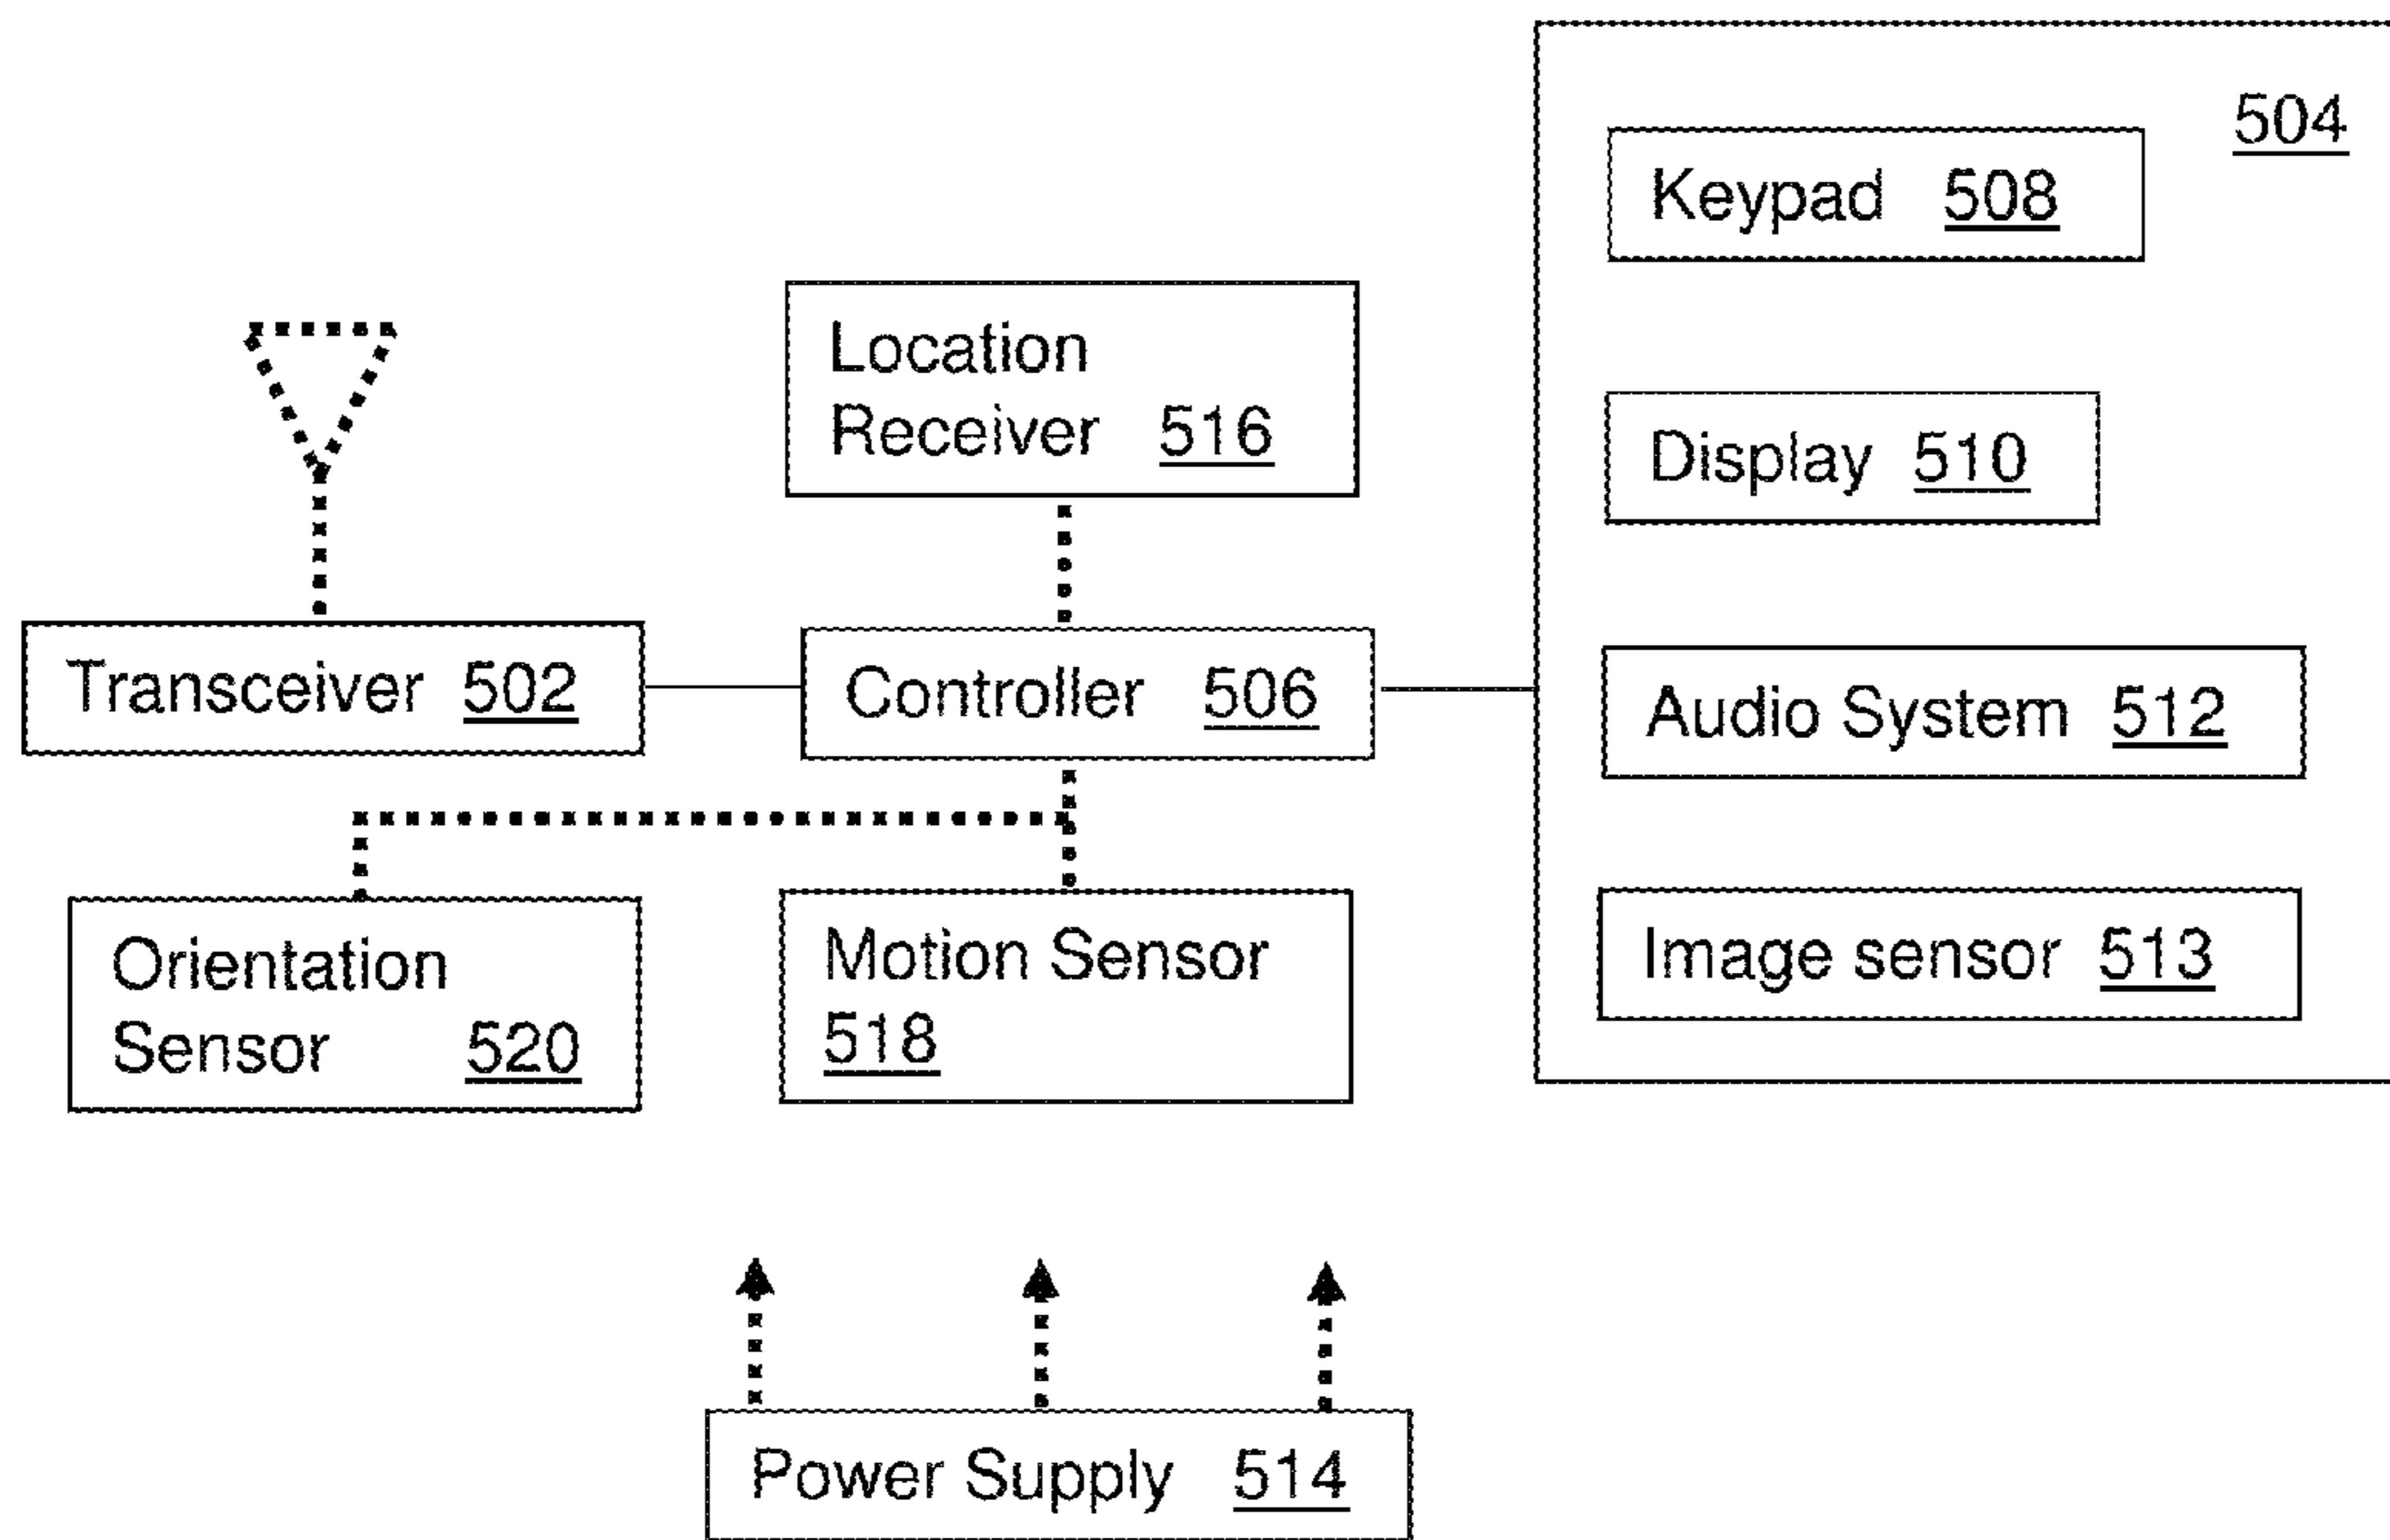 504
Keypad 508
Location
Receiver 516
Display 510
Transceiver 502
Controller 506
Audio System 512
Orientation
Sensor 520
Motion Sensor
518
Image sensor 513
Power Supply 514